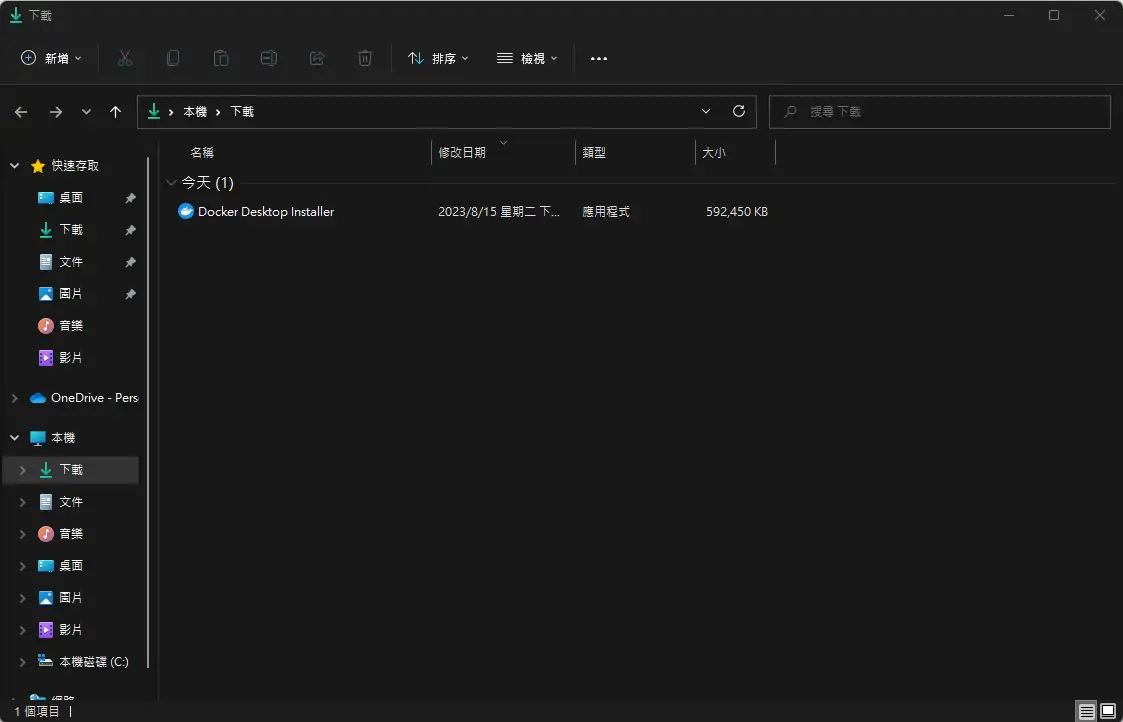 下載
新增
排序
檢視
本機
下載
搜尋 下載
名稱
修改日期
類型
大小
今天 (1)
Docker Desktop Installer
2023/8/15 星期二 下...
應用程式
592,450 KB
快速存取
桌面
下載
文件
圖片
音樂
影片
OneDrive - Pers
本機
下載
文件
音樂
桌面
圖片
影片
本機磁碟 (C:)
網路
1 個項目